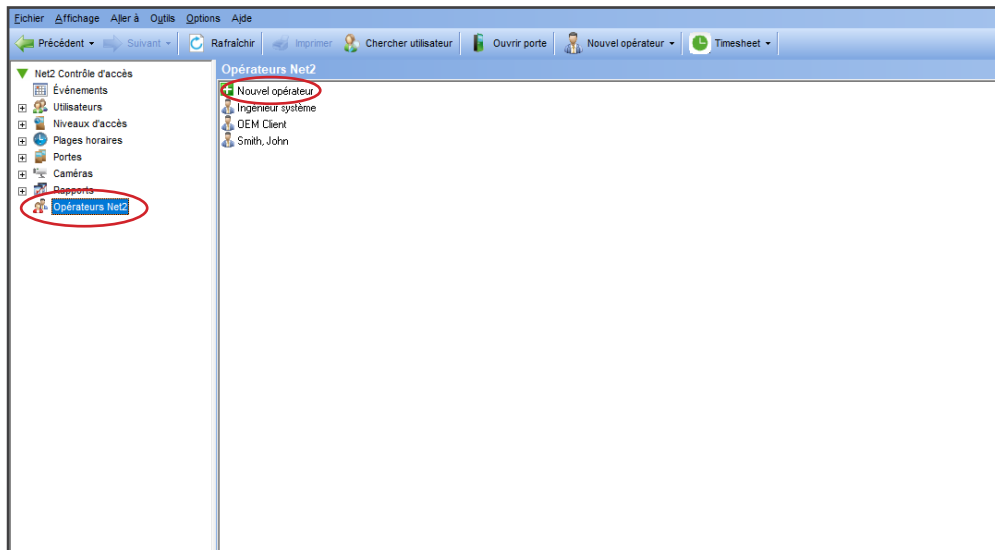 Fichier Affichage Aller à Outils Options Aide
Précédent Suivant Rafraîchir Imprimer Chercher utilisateur Ouvrir porte Nouvel opérateur Timesheet
Net2 Contrôle d'accès
Événements
Utilisateurs
Niveaux d'accès
Plages horaires
Portes
Caméras
Rapports
Opérateurs Net2
Opérateurs Net2
Nouvel opérateur
Ingénieur système
OEM Client
Smith, John